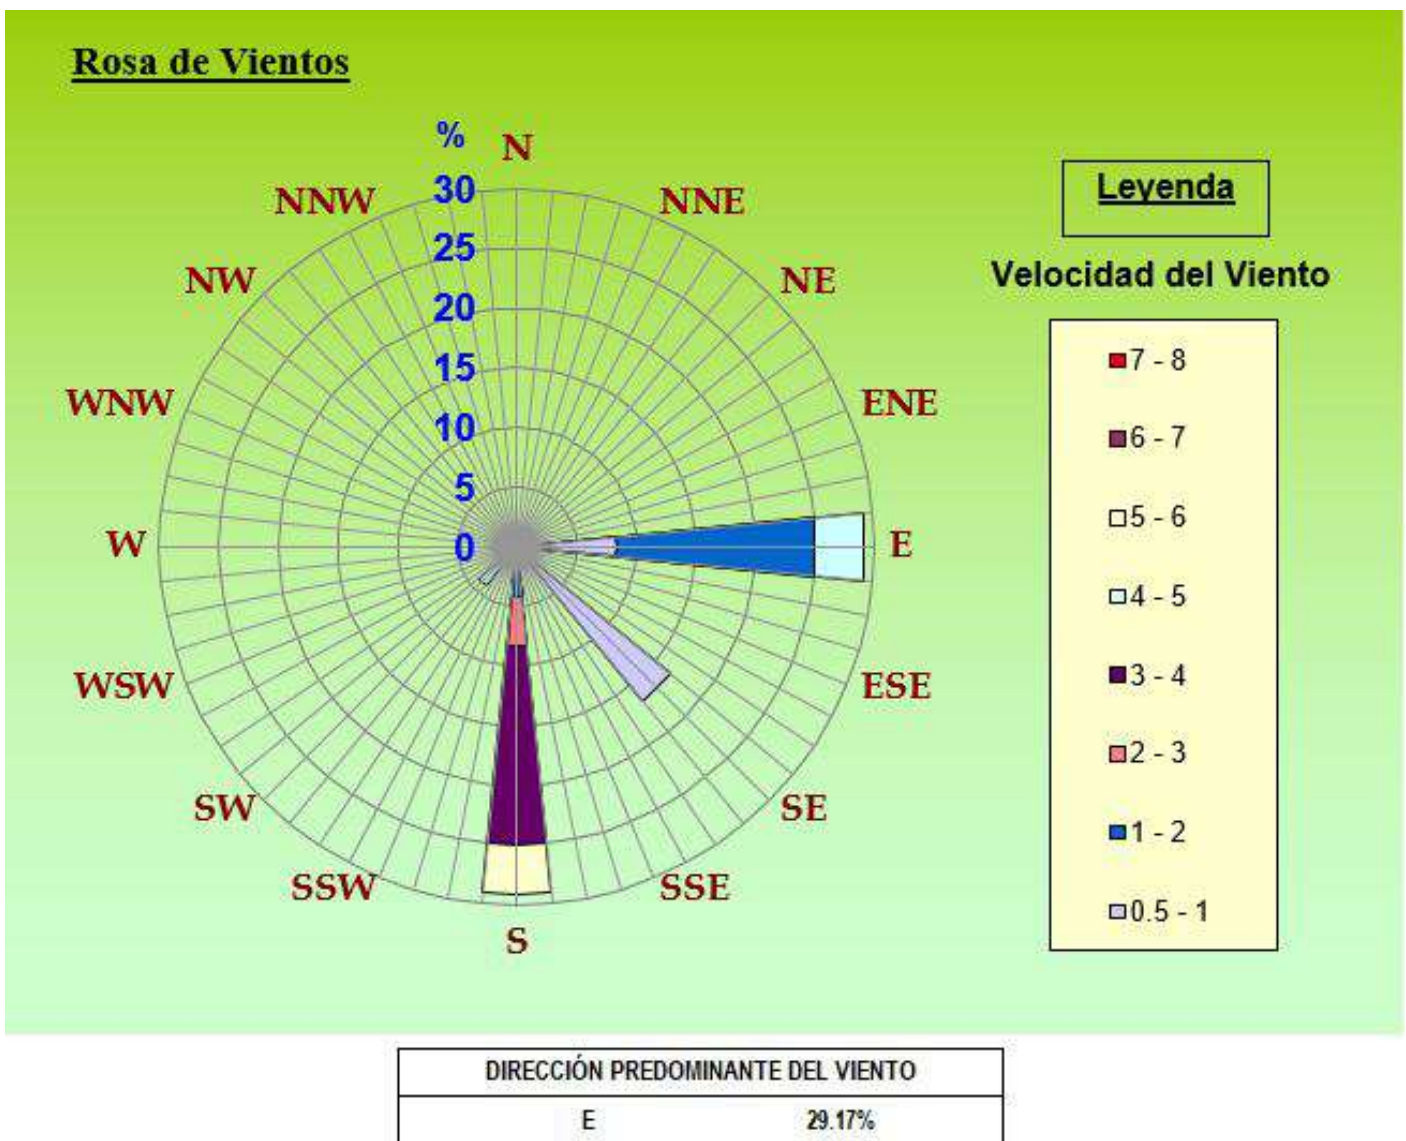 Rosa de Vientos
%
N
NNW
30
NNE
Leyenda
25
NW
NE
Velocidad del Viento
20
15
7 - 8
WNW
ENE
10
6 - 7
5
5 - 6
W
0
E
4 - 5
WSW
ESE
3 - 4
2 - 3
SW
SE
1 - 2
SSW
SSE
0.5 - 1
S
DIRECCIÓN PREDOMINANTE DEL VIENTO
E 29.17%